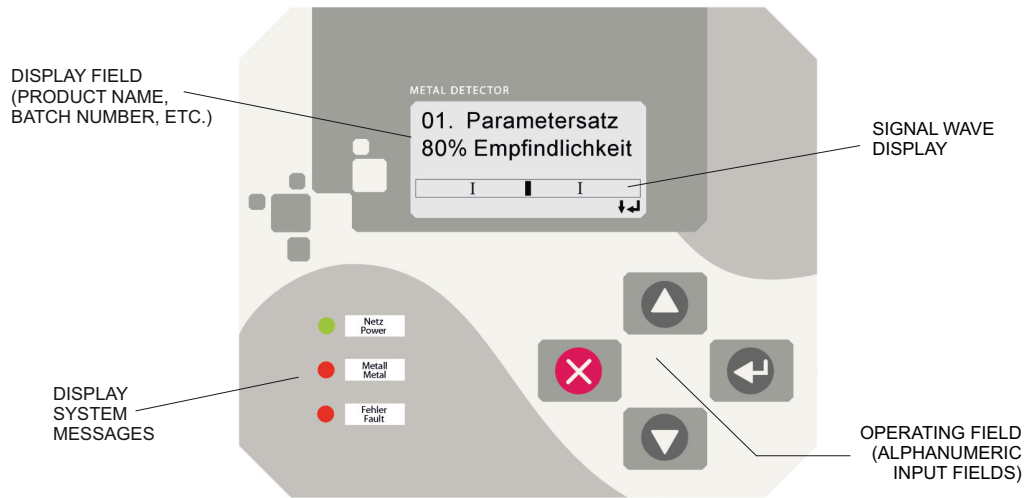 DISPLAY FIELD
(PRODUCT NAME,
BATCH NUMBER, ETC.)
METAL DETECTOR
01. Parametersatz
80% Empfindlichkeit
I I
SIGNAL WAVE
DISPLAY
Netz
Power
Metall
Metal
Fehler
Fault
DISPLAY
SYSTEM
MESSAGES
OPERATING FIELD
(ALPHANUMERIC
INPUT FIELDS)